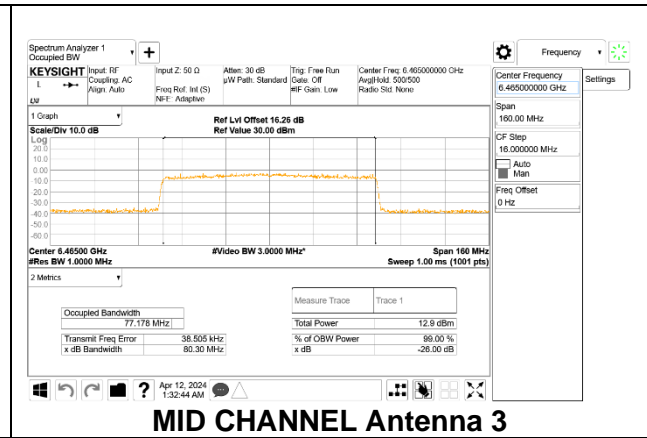 Spectrum Analyzer 1
Occupied BW
+
Frequency
KEYSIGHT Input: RF
Coupling: AC
Align: Auto
Input Z: 50 Ω
Freq Ref: Int (S)
NFE: Adaptive
Atten: 30 dB
µW Path: Standard
Trig: Free Run
Gate: Off
#IF Gain: Low
Center Freq: 6.465000000 GHz
Avg|Hold: 500/500
Radio Std: None
L
Center Frequency
6.465000000 GHz
Settings
Span
160.00 MHz
CF Step
16.000000 MHz
Auto
Man
Freq Offset
0 Hz
1 Graph
Scale/Div 10.0 dB
Ref Lvl Offset 16.26 dB
Ref Value 30.00 dBm
Log
20.0
10.0
0.00
-10.0
-20.0
-30.0
-40.0
-50.0
-60.0
Center 6.46500 GHz
#Res BW 1.0000 MHz
#Video BW 3.0000 MHz*
Span 160 MHz
Sweep 1.00 ms (1001 pts)
2 Metrics
Measure Trace Trace 1
Occupied Bandwidth
77.178 MHz
Total Power 12.9 dBm
Transmit Freq Error 38.505 kHz
% of OBW Power 99.00 %
x dB Bandwidth 80.30 MHz
x dB -26.00 dB
?
Apr 12, 2024
1:32:44 AM
MID CHANNEL Antenna 3